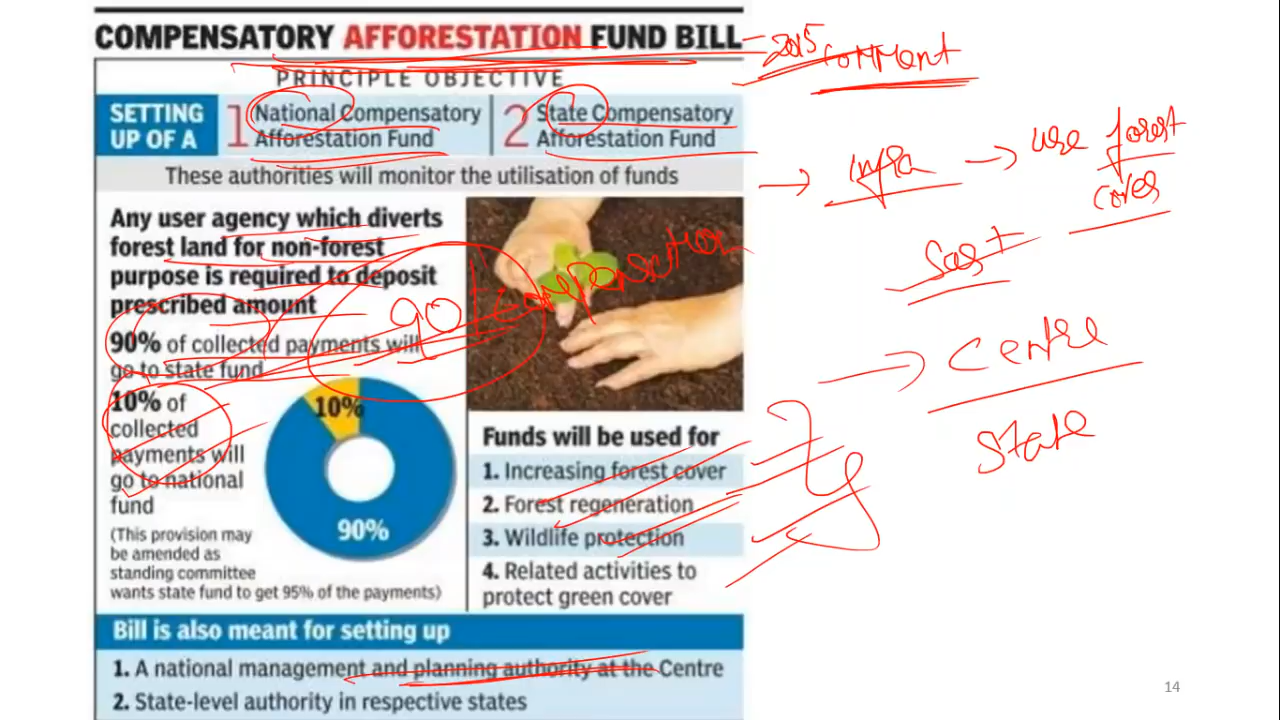 COMPENSATORY AFFORESTATION FUND BILL
2015
comment
PRINCIPLE OBJECTIVE
SETTING
UP OF A
1 National Compensatory
Afforestation Fund
2 State Compensatory
Afforestation Fund
These authorities will monitor the utilisation of funds
Any user agency which diverts
forest land for non-forest
purpose is required to deposit
prescribed amount
90% of collected payments will
go to state fund
10% of
collected
payments will
go to national
fund
(This provision may
be amended as
standing committee
wants state fund to get 95% of the payments)
10%
90%
90
compensation
Funds will be used for
1. Increasing forest cover
2. Forest regeneration
3. Wildlife protection
4. Related activities to
protect green cover
Bill is also meant for setting up
1. A national management and planning authority at the Centre
2. State-level authority in respective states
infra → use forest
cover
→ Centre
State
14